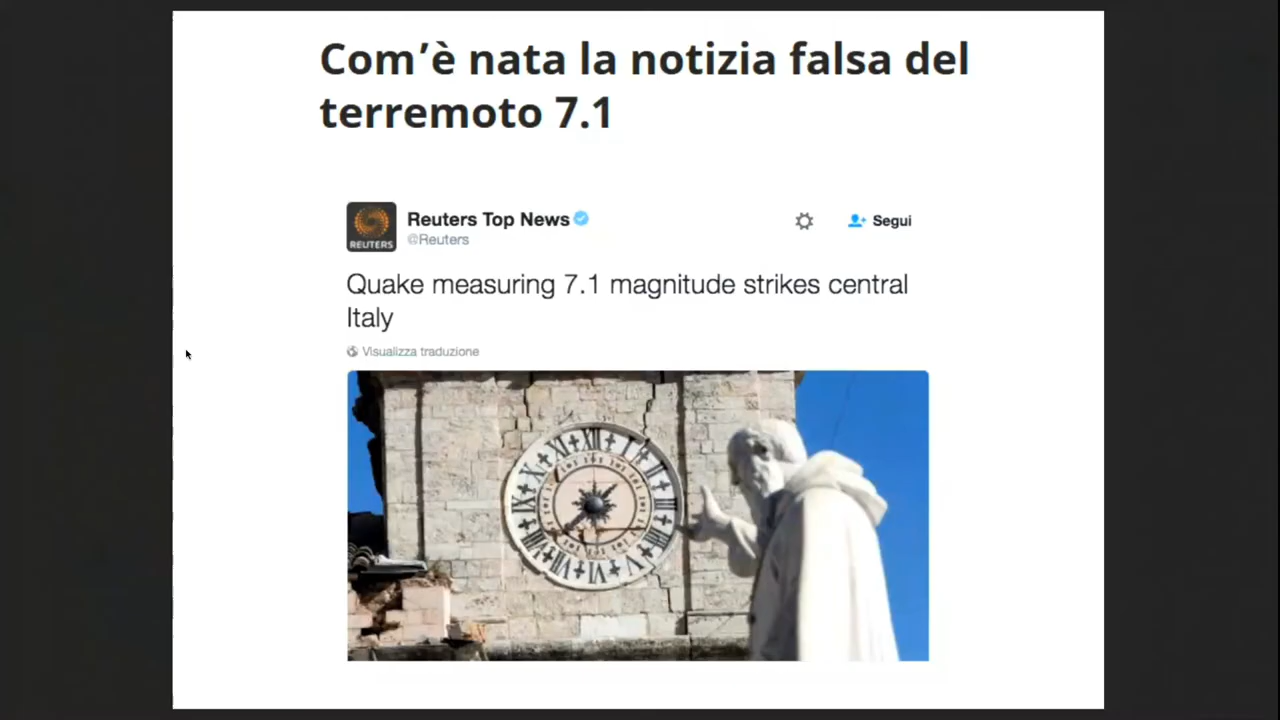 Com’è nata la notizia falsa del
terremoto 7.1
Reuters Top News
@Reuters
REUTERS
Segui
Quake measuring 7.1 magnitude strikes central
Italy
Visualizza traduzione
XII